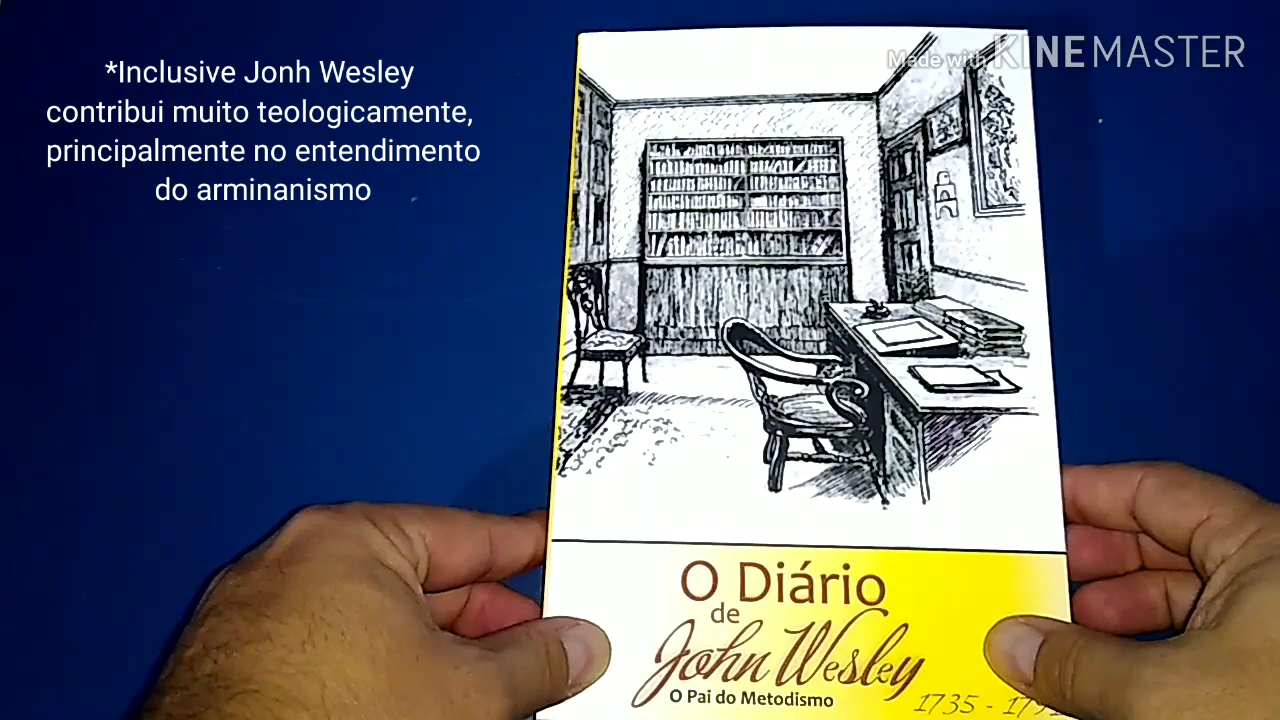 *Inclusive Jonh Wesley
contribui muito teologicamente,
principalmente no entendimento
do arminanismo
Made with KINEMASTER
O Diário
de
John Wesley
O Pai do Metodismo
1735 - 1791